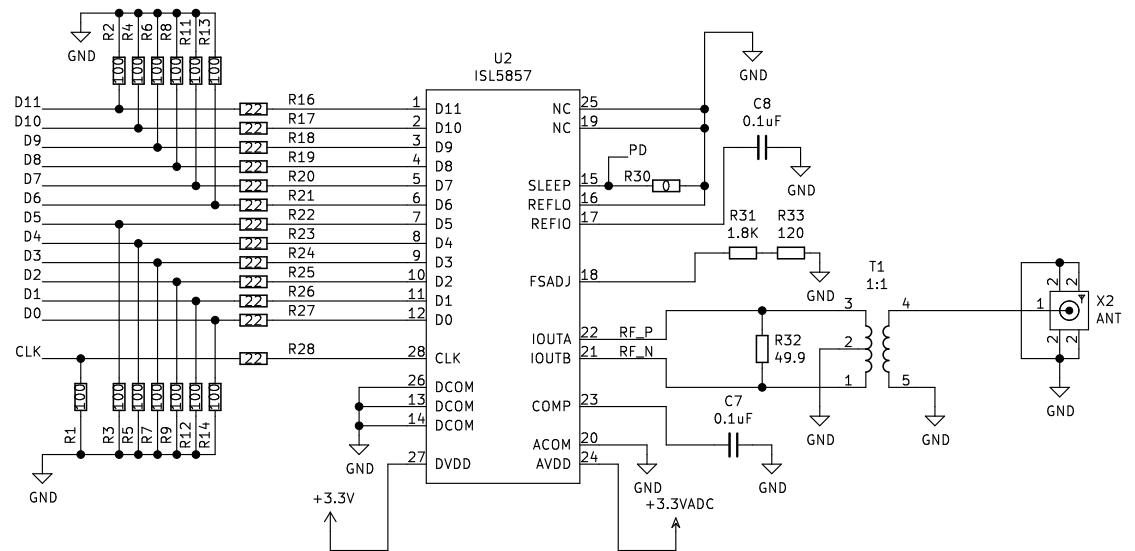 R2 R4 R6 R8 R11 R13
GND
100 100 100 100 100 100
U2
ISL5857
GND
D11 22 R16 1 D11 NC 25
D10 22 R17 2 D10 NC 19
C8
0.1uF
D9 22 R18 3 D9
PD
D8 22 R19 4 D8
R30
D7 22 R20 5 D7 SLEEP 15 0
GND
D6 22 R21 6 D6 REFLO 16
D5 22 R22 7 D5 REFIO 17
R31 R33
1.8K 120
D4 22 R23 8 D4
D3 22 R24 9 D3
D2 22 R25 10 D2 FSADJ 18
GND
T1
1:1
D1 22 R26 11 D1
3 4
2 2
1
X2
ANT
D0 22 R27 12 D0
IOUTA 22 RF_P
R32
49.9
2
2 2
CLK 22 R28 28 CLK IOUTB 21 RF_N
1 5
100 100 100 100 100 100 100
26 DCOM
13 DCOM COMP 23
C7
0.1uF
GND
14 DCOM
R1 R3 R5 R7 R9 R12 R14
GND GND
ACOM 20
GND
27 DVDD AVDD 24
GND
GND GND
+3.3V
+3.3VADC